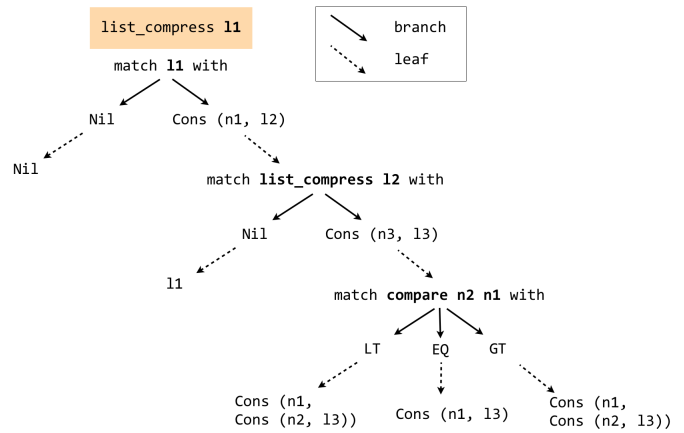 list_compress l1
branch
leaf
match l1 with
Nil
Cons (n1, l2)
Nil
match list_compress l2 with
Nil
Cons (n3, l3)
l1
match compare n2 n1 with
LT
EQ
GT
Cons (n1,
Cons (n2, l3))
Cons (n1, l3)
Cons (n1,
Cons (n2, l3))